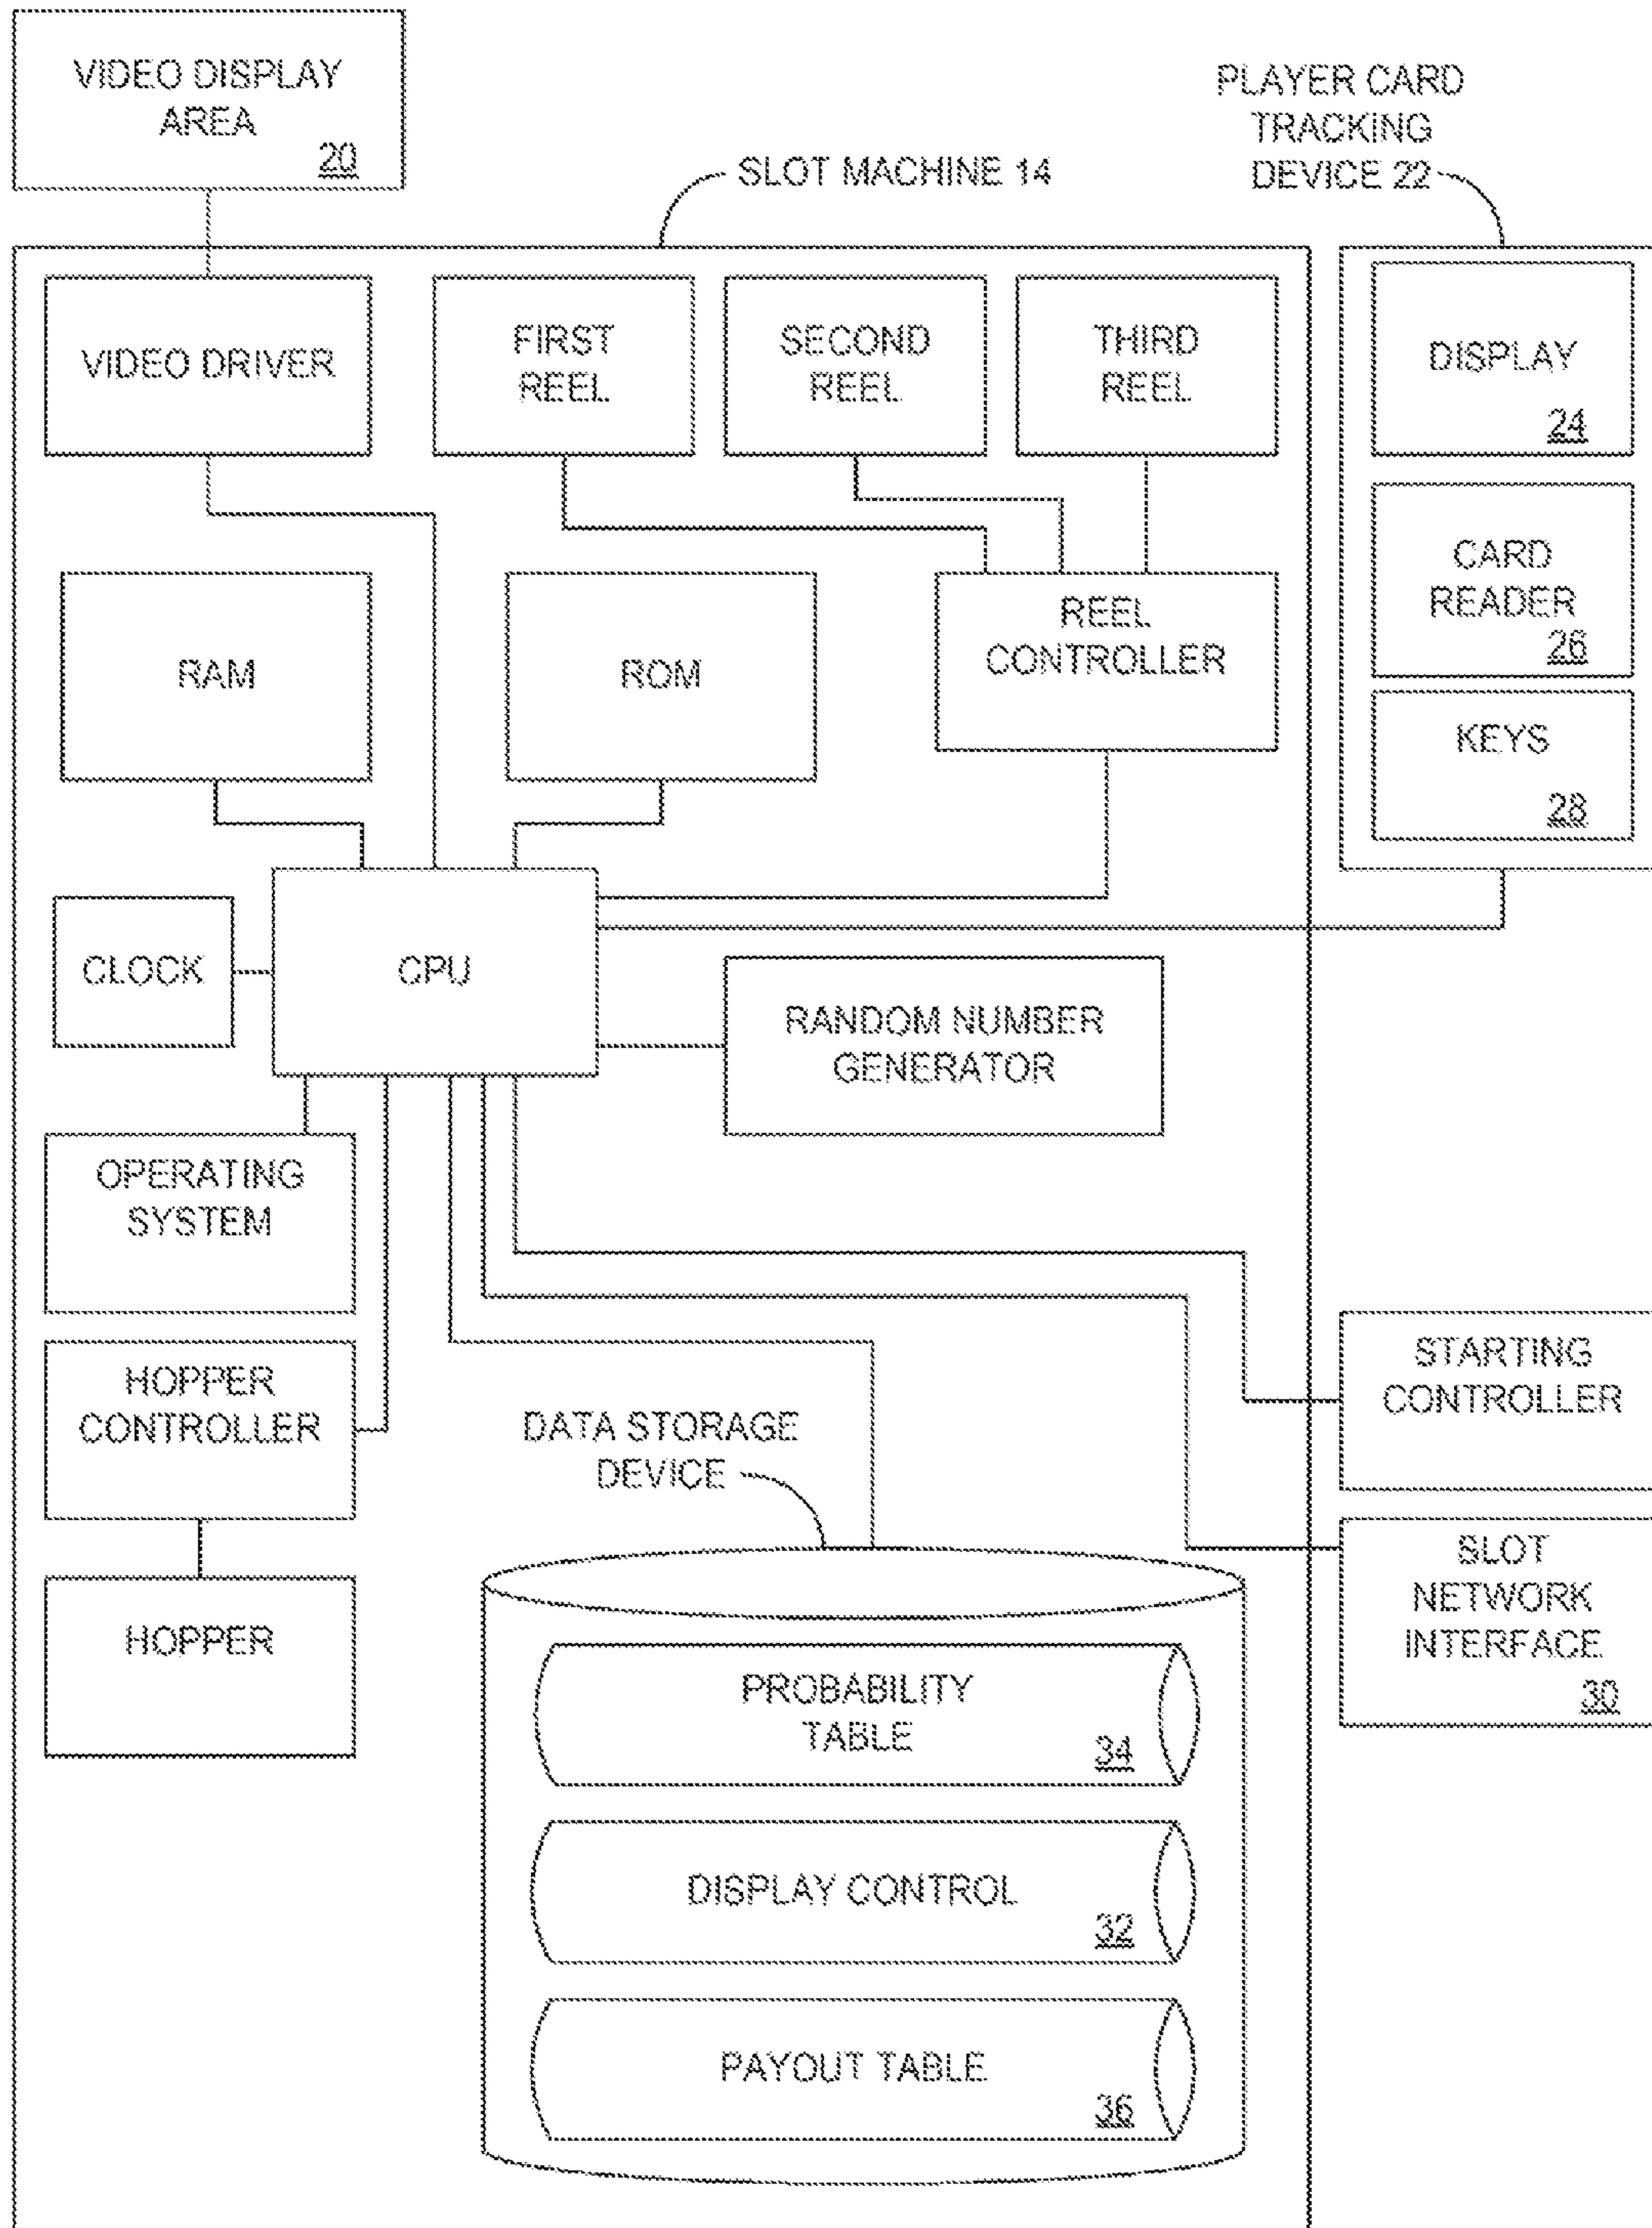 VIDEO DISPLAY
AREA
20
SLOT MACHINE 14
PLAYER CARD
TRACKING
DEVICE 22
VIDEO DRIVER
FIRST
REEL
SECOND
REEL
THIRD
REEL
DISPLAY
24
CARD
READER
26
KEYS
28
RAM
ROM
REEL
CONTROLLER
CLOCK
CPU
RANDOM NUMBER
GENERATOR
OPERATING
SYSTEM
HOPPER
CONTROLLER
HOPPER
STARTING
CONTROLLER
SLOT
NETWORK
INTERFACE
30
DATA STORAGE
DEVICE
PROBABILITY
TABLE
34
DISPLAY CONTROL
32
PAYOUT TABLE
36